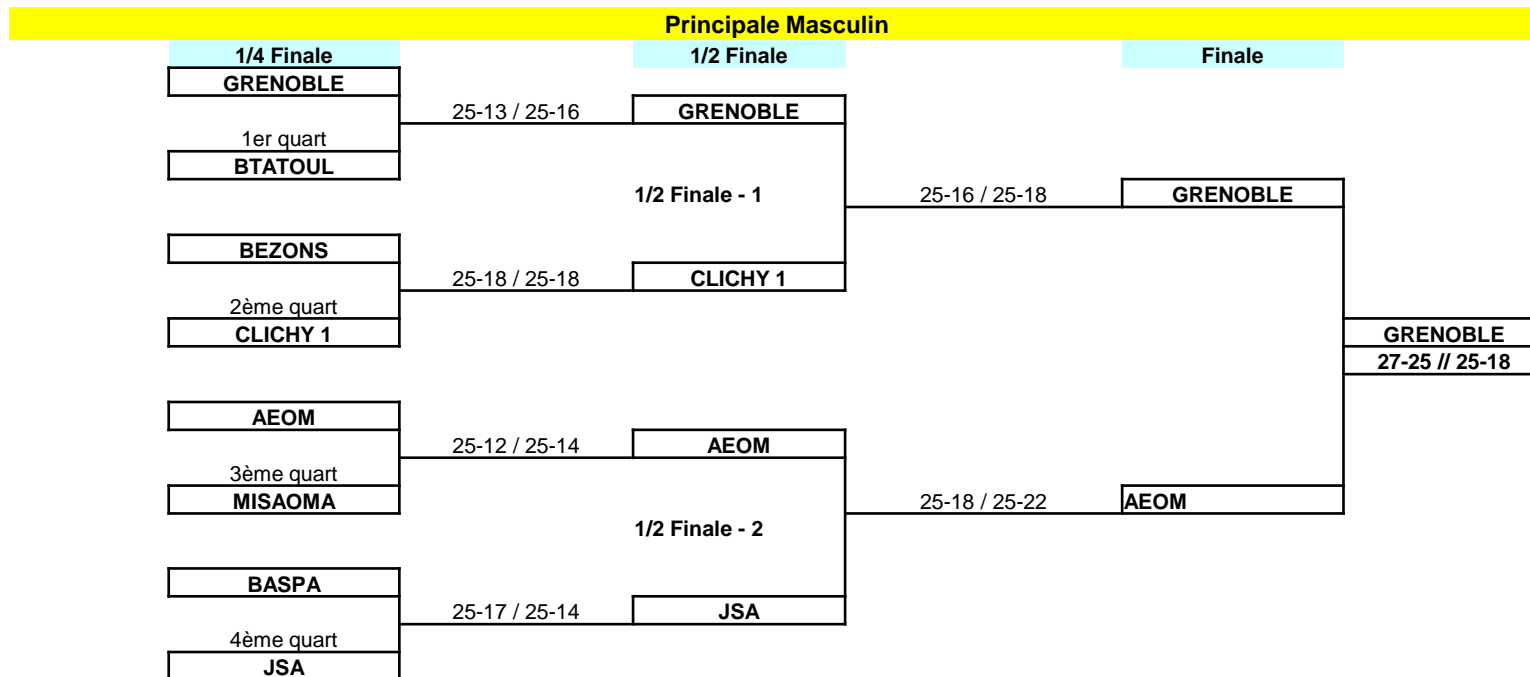 Principale Masculin
1/4 Finale 1/2 Finale Finale
GRENOBLE
25-13 / 25-16 GRENOBLE
1er quart
BTATOUL
1/2 Finale - 1 25-16 / 25-18 GRENOBLE
BEZONS
25-18 / 25-18 CLICHY 1
2ème quart
CLICHY 1 GRENOBLE
27-25 // 25-18
AEOM
25-12 / 25-14 AEOM
3ème quart
MISAOMA 25-18 / 25-22 AEOM
1/2 Finale - 2
BASPA
25-17 / 25-14 JSA
4ème quart
JSA